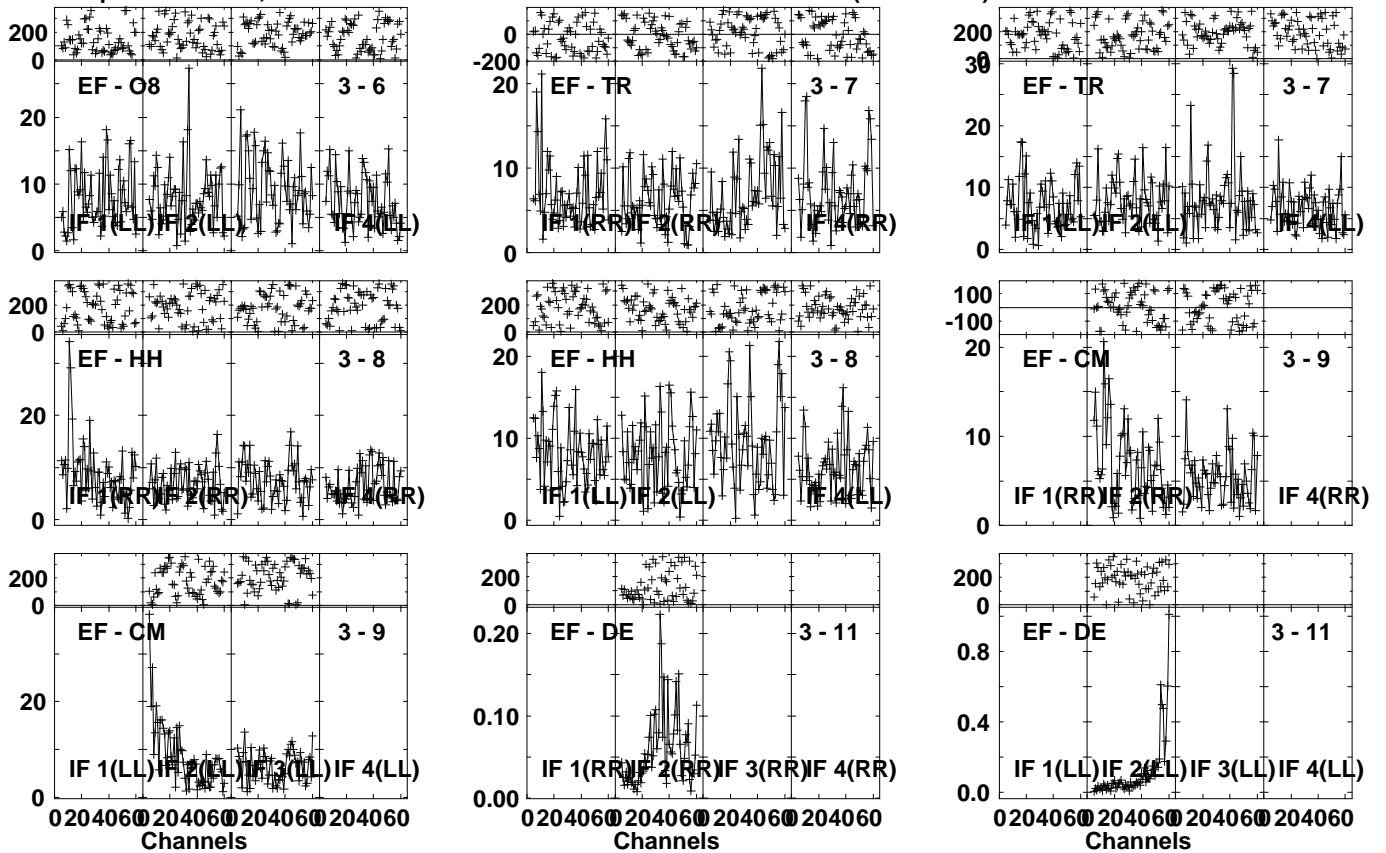 200
0
EF - O8
3 - 6
20
10
0
IF 1(LL) IF 2(LL) IF 4(LL)
0
-200
20
EF - TR
3 - 7
10
0
IF 1(RR) IF 2(RR) IF 4(RR)
200
0
30
EF - TR
3 - 7
20
10
0
IF 1(LL) IF 2(LL) IF 4(LL)
200
0
EF - HH
3 - 8
20
0
IF 1(RR) IF 2(RR) IF 4(RR)
200
0
20
EF - HH
3 - 8
10
0
IF 1(LL) IF 2(LL) IF 4(LL)
100
-100
20
EF - CM
3 - 9
10
0
IF 1(RR) IF 2(RR) IF 4(RR)
200
0
EF - CM
3 - 9
20
0
IF 1(LL) IF 2(LL) IF 3(LL) IF 4(LL)
0 20 40 60 0 20 40 60 0 20 40 60 0 20 40 60
Channels
200
0
0.20
EF - DE
3 - 11
0.10
0.00
IF 1(RR) IF 2(RR) IF 3(RR) IF 4(RR)
0 20 40 60 0 20 40 60 0 20 40 60 0 20 40 60
Channels
200
0
EF - DE
3 - 11
0.8
0.4
0.0
IF 1(LL) IF 2(LL) IF 3(LL) IF 4(LL)
0 20 40 60 0 20 40 60 0 20 40 60 0 20 40 60
Channels